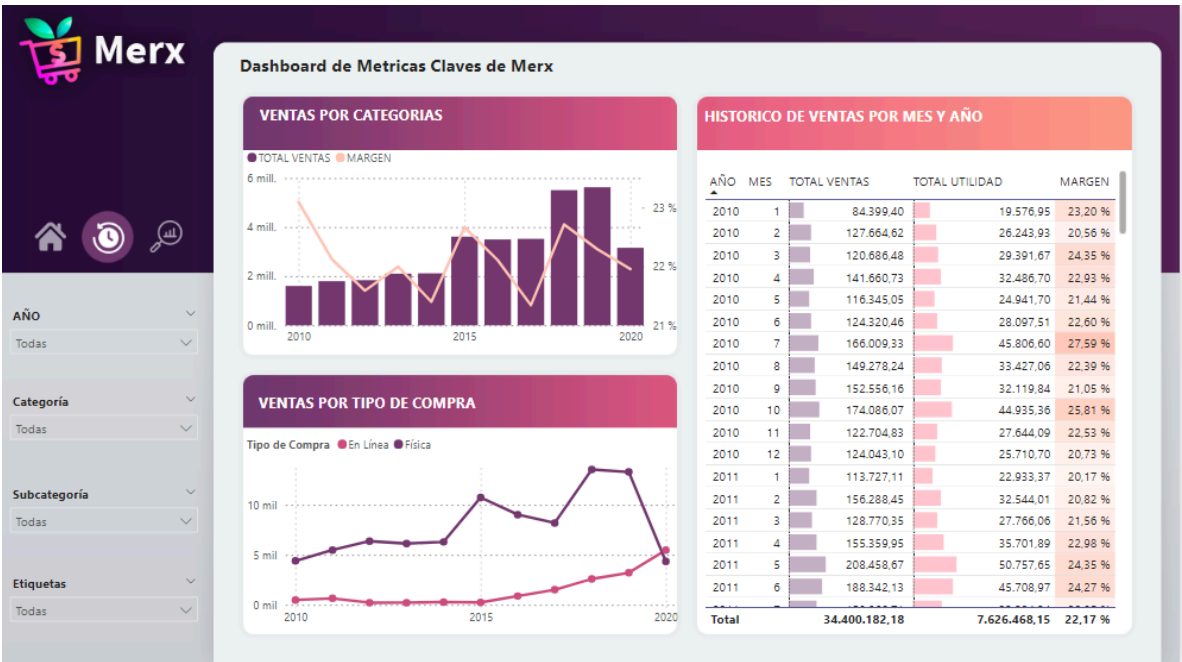 Merx
Dashboard de Metricas Claves de Merx
VENTAS POR CATEGORIAS
TOTAL VENTAS MARGEN
6 mill.
4 mill.
2 mill.
0 mill.
23 %
22 %
21 %
2010 2015 2020
VENTAS POR TIPO DE COMPRA
Tipo de Compra En Línea Física
10 mil
5 mil
0 mil
2010 2015 2020
HISTORICO DE VENTAS POR MES Y AÑO
AÑO MES TOTAL VENTAS TOTAL UTILIDAD MARGEN
2010 1 84.399,40 19.576,95 23,20 %
2010 2 127.664,62 26.243,93 20,56 %
2010 3 120.686,48 29.391,67 24,35 %
2010 4 141.660,73 32.486,70 22,93 %
2010 5 116.345,05 24.941,70 21,44 %
2010 6 124.320,46 28.097,51 22,60 %
2010 7 166.009,33 45.806,60 27,59 %
2010 8 149.278,24 33.427,06 22,39 %
2010 9 152.556,16 32.119,84 21,05 %
2010 10 174.086,07 44.935,36 25,81 %
2010 11 122.704,83 27.644,09 22,53 %
2010 12 124.043,10 25.710,70 20,73 %
2011 1 113.727,11 22.933,37 20,17 %
2011 2 156.288,45 32.544,01 20,82 %
2011 3 128.770,35 27.766,06 21,56 %
2011 4 155.359,95 35.701,89 22,98 %
2011 5 208.458,67 50.757,65 24,35 %
2011 6 188.342,13 45.708,97 24,27 %
Total 34.400.182,18 7.626.468,15 22,17 %
AÑO
Todas
Categoría
Todas
Subcategoría
Todas
Etiquetas
Todas